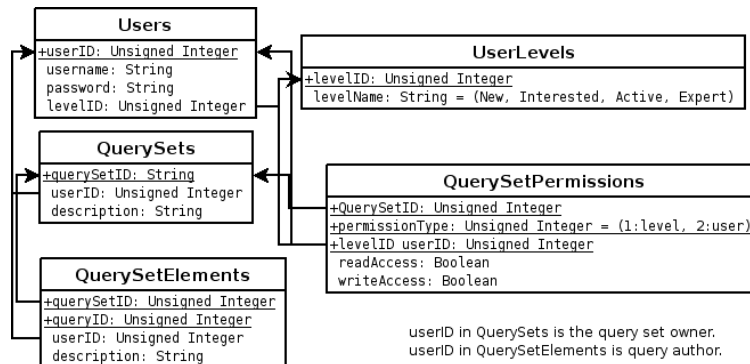 Users
+userID: Unsigned Integer
username: String
password: String
levelID: Unsigned Integer
UserLevels
+levelID: Unsigned Integer
levelName: String = (New, Interested, Active, Expert)
QuerySets
+querySetID: String
userID: Unsigned Integer
description: String
QuerySetPermissions
+QuerySetID: Unsigned Integer
+permissionType: Unsigned Integer = (1:level, 2:user)
+levelID userID: Unsigned Integer
readAccess: Boolean
writeAccess: Boolean
QuerySetElements
+querySetID: Unsigned Integer
+queryID: Unsigned Integer
userID: Unsigned Integer
description: String
userID in QuerySets is the query set owner.
userID in QuerySetElements is query author.